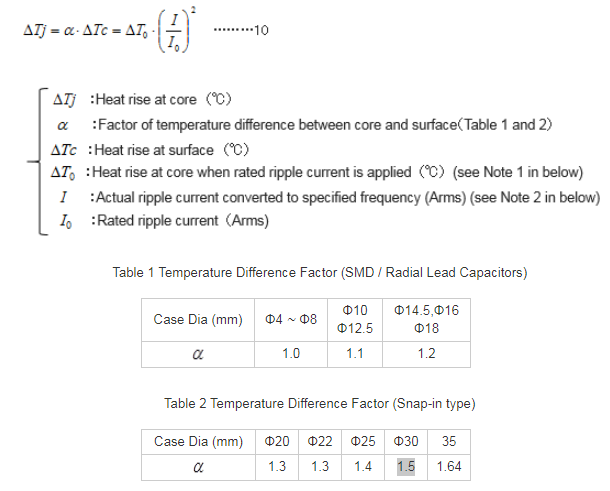 ΔTj = α · ΔTc = ΔT₀ · (I / I₀)² ·········10
ΔTj :Heat rise at core (℃)
α :Factor of temperature difference between core and surface(Table 1 and 2)
ΔTc :Heat rise at surface (℃)
ΔT₀ :Heat rise at core when rated ripple current is applied (℃) (see Note 1 in below)
I :Actual ripple current converted to specified frequency (Arms) (see Note 2 in below)
I₀ :Rated ripple current (Arms)
Table 1 Temperature Difference Factor (SMD / Radial Lead Capacitors)
Case Dia (mm) Φ4 ~ Φ8 Φ10 Φ12.5 Φ14.5,Φ16 Φ18
α 1.0 1.1 1.2
Table 2 Temperature Difference Factor (Snap-in type)
Case Dia (mm) Φ20 Φ22 Φ25 Φ30 35
α 1.3 1.3 1.4 1.5 1.64